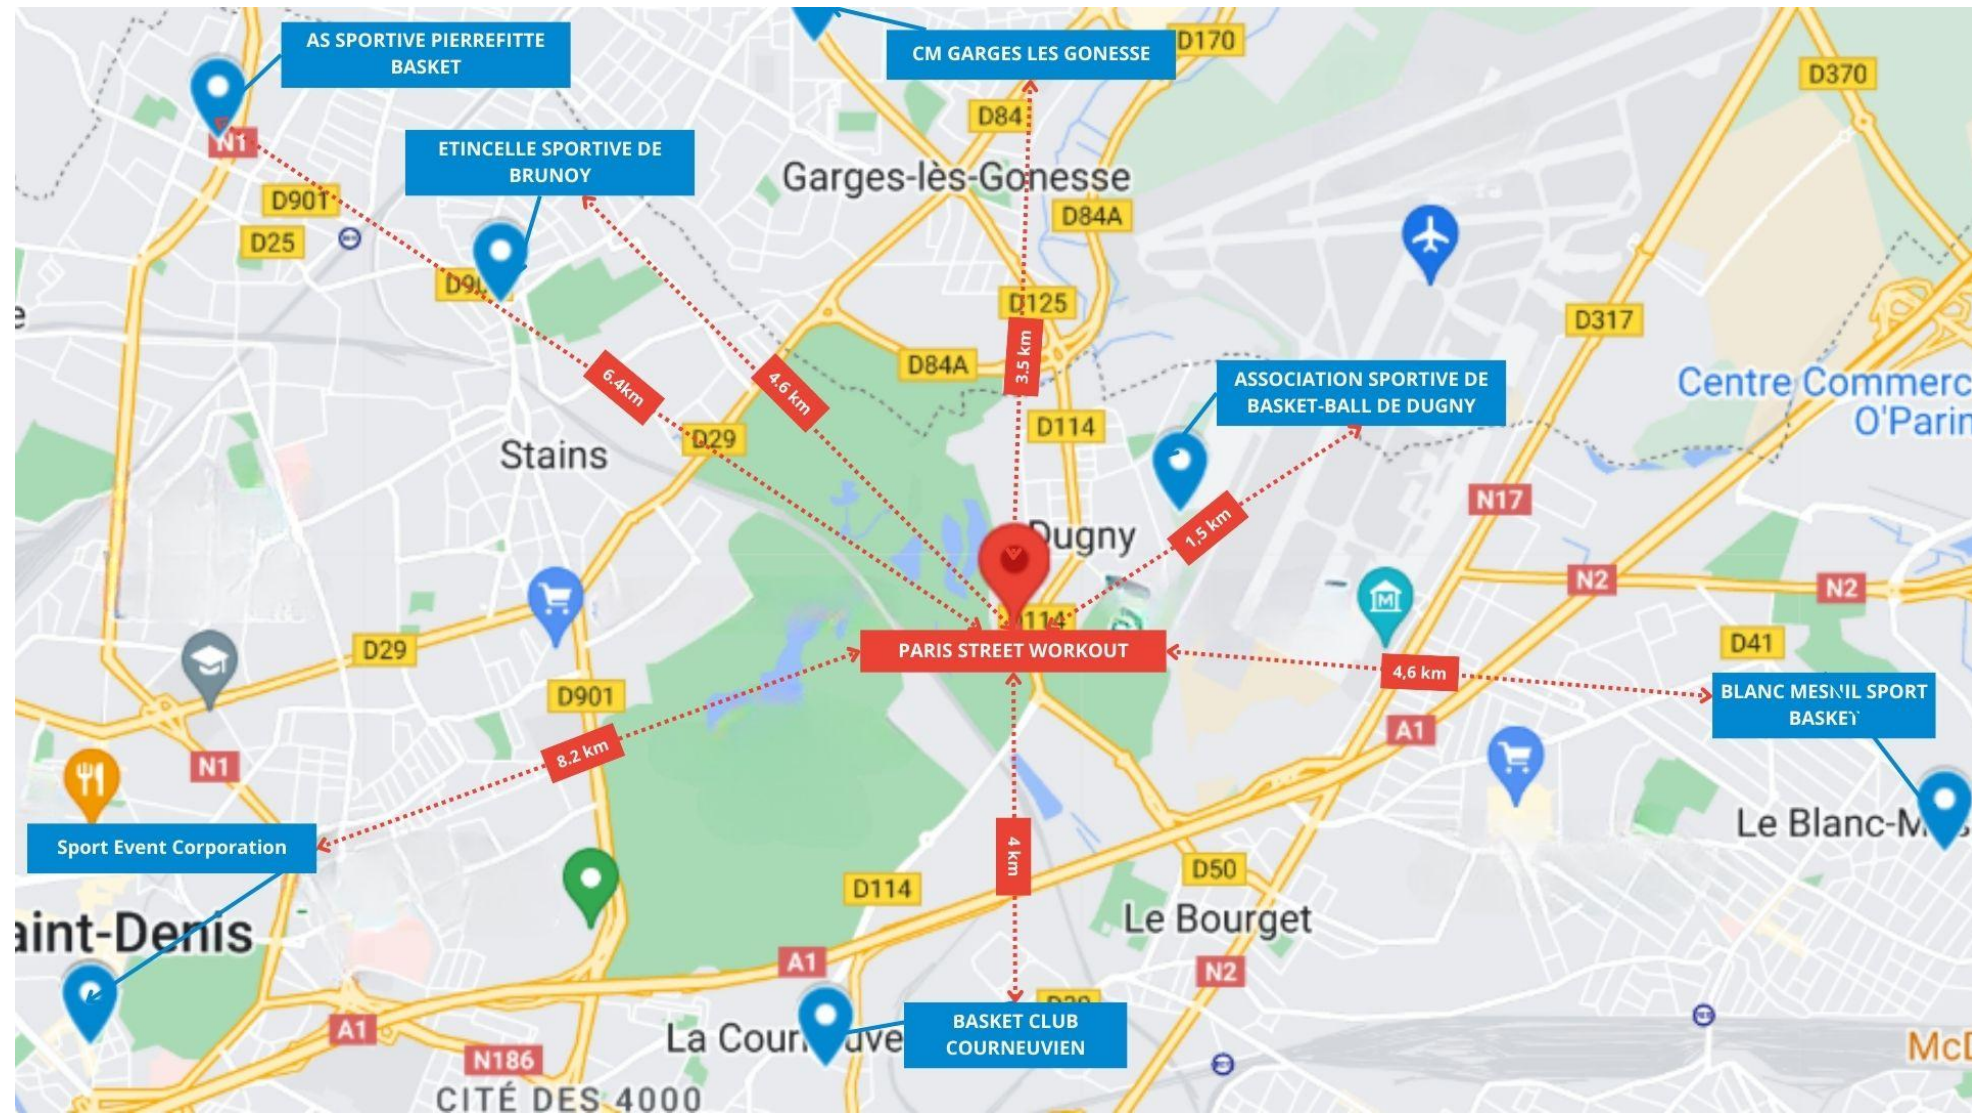 AS SPORTIVE PIERREFITTE
BASKET
CM GARGES LES GONESSE
D170
D370
D84
N1
ETINCELLE SPORTIVE DE
BRUNOY
Garges-lès-Gonesse
D901
D84A
D25
D125
D317
3.5 km
D84A
6.4km
4.6 km
ASSOCIATION SPORTIVE DE
BASKET-BALL DE DUGNY
Centre Commerc
O'Parin
D114
D29
Stains
N17
1,5 km
Dugny
N2
N2
D114
D29
PARIS STREET WORKOUT
D41
4,6 km
D901
BLANC MESNIL SPORT
BASKET
A1
8.2 km
N1
Le Blanc-M
Sport Event Corporation
4 km
D50
D114
Le Bourget
aint-Denis
A1
N2
BASKET CLUB
COURNEUVIEN
A1
La Cour
uve
N186
McD
CITÉ DES 4000